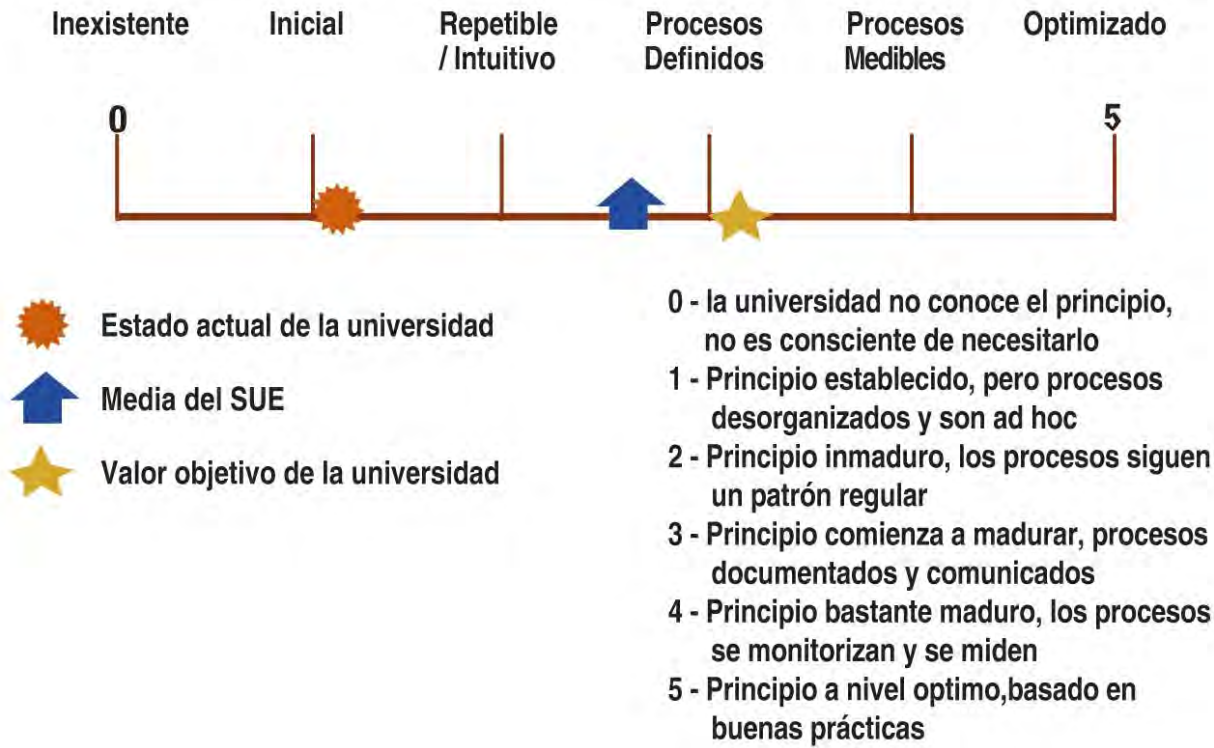 Inexistente
Inicial
Repetible
/ Intuitivo
Procesos
Definidos
Procesos
Medibles
Optimizado
0
5
Estado actual de la universidad
Media del SUE
Valor objetivo de la universidad
0 - la universidad no conoce el principio,
no es consciente de necesitarlo
1 - Principio establecido, pero procesos
desorganizados y son ad hoc
2 - Principio inmaduro, los procesos siguen
un patrón regular
3 - Principio comienza a madurar, procesos
documentados y comunicados
4 - Principio bastante maduro, los procesos
se monitorizan y se miden
5 - Principio a nivel optimo,basado en
buenas prácticas